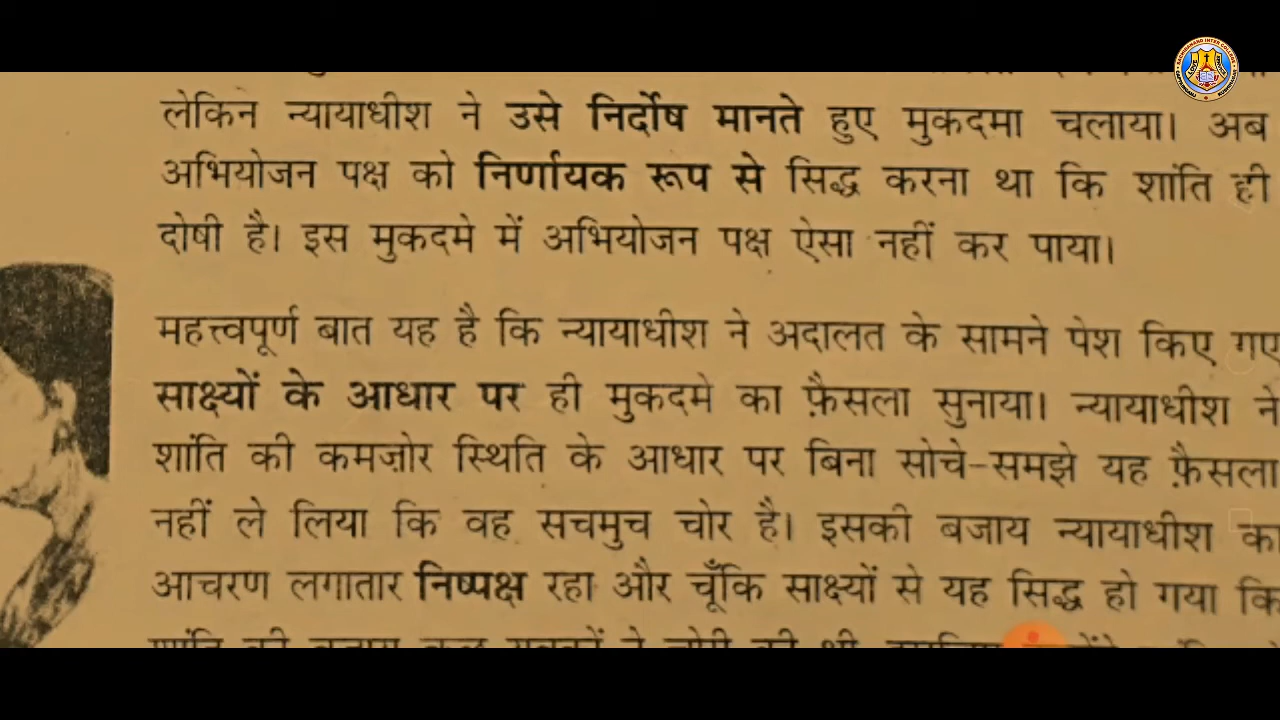 लेकिन न्यायाधीश ने उसे निर्दोष मानते हुए मुकदमा चलाया। अब
अभियोजन पक्ष को निर्णायक रूप से सिद्ध करना था कि शांति ही
दोषी है। इस मुकदमे में अभियोजन पक्ष ऐसा नहीं कर पाया।
महत्त्वपूर्ण बात यह है कि न्यायाधीश ने अदालत के सामने पेश किए गए
साक्ष्यों के आधार पर ही मुकदमे का फ़ैसला सुनाया। न्यायाधीश ने
शांति की कमज़ोर स्थिति के आधार पर बिना सोचे-समझे यह फ़ैसला
नहीं ले लिया कि वह सचमुच चोर है। इसकी बजाय न्यायाधीश का
आचरण लगातार निष्पक्ष रहा और चूँकि साक्ष्यों से यह सिद्ध हो गया कि